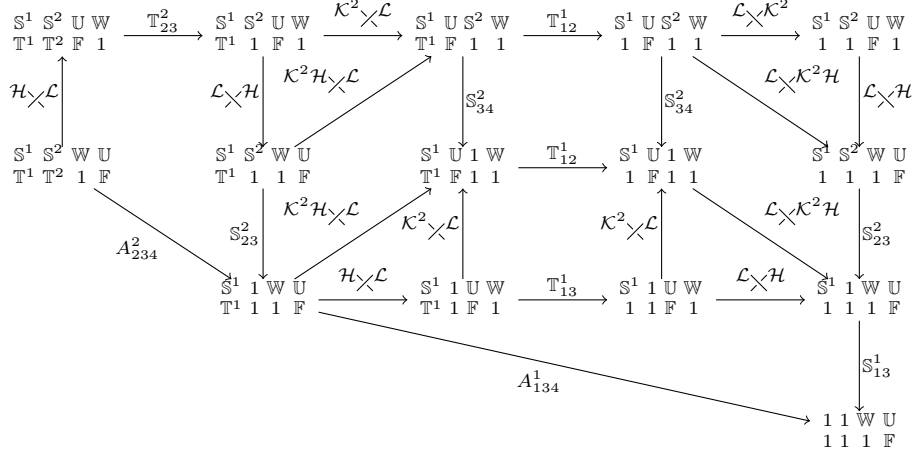 𝕊¹ 𝕊² 𝕌 𝕎 𝕋²₂₃ 𝕊¹ 𝕊² 𝕌 𝕎 𝒦² ℒ 𝕊¹ 𝕌 𝕊² 𝕎 𝕋¹₁₂ 𝕊¹ 𝕌 𝕊² 𝕎 ℒ 𝒦² 𝕊¹ 𝕊² 𝕌 𝕎
𝕋¹ 𝕋² 𝔽 1 𝕋¹ 1 𝔽 1 𝕋¹ 𝔽 1 1 1 𝔽 1 1 1 1 𝔽 1
ℋ ℒ ℒ ℋ 𝒦²ℋ ℒ 𝕊²₃₄ 𝕊²₃₄ ℒ 𝒦²ℋ ℒ ℋ
𝕊¹ 𝕊² 𝕎 𝕌 𝕊¹ 𝕊² 𝕎 𝕌 𝕊¹ 𝕌 1 𝕎 𝕋¹₁₂ 𝕊¹ 𝕌 1 𝕎 𝕊¹ 𝕊² 𝕎 𝕌
𝕋¹ 𝕋² 1 𝔽 𝕋¹ 1 1 𝔽 𝕋¹ 𝔽 1 1 1 𝔽 1 1 1 1 1 𝔽
A²₂₃₄ 𝕊²₂₃ 𝒦²ℋ ℒ 𝒦² ℒ 𝒦² ℒ ℒ 𝒦²ℋ 𝕊²₂₃
𝕊¹ 1 𝕎 𝕌 ℋ ℒ 𝕊¹ 1 𝕌 𝕎 𝕋¹₁₃ 𝕊¹ 1 𝕌 𝕎 ℒ ℋ 𝕊¹ 1 𝕎 𝕌
𝕋¹ 1 1 𝔽 𝕋¹ 1 𝔽 1 1 1 𝔽 1 1 1 1 𝔽
A¹₁₃₄ 𝕊¹₁₃
1 1 𝕎 𝕌
1 1 1 𝔽